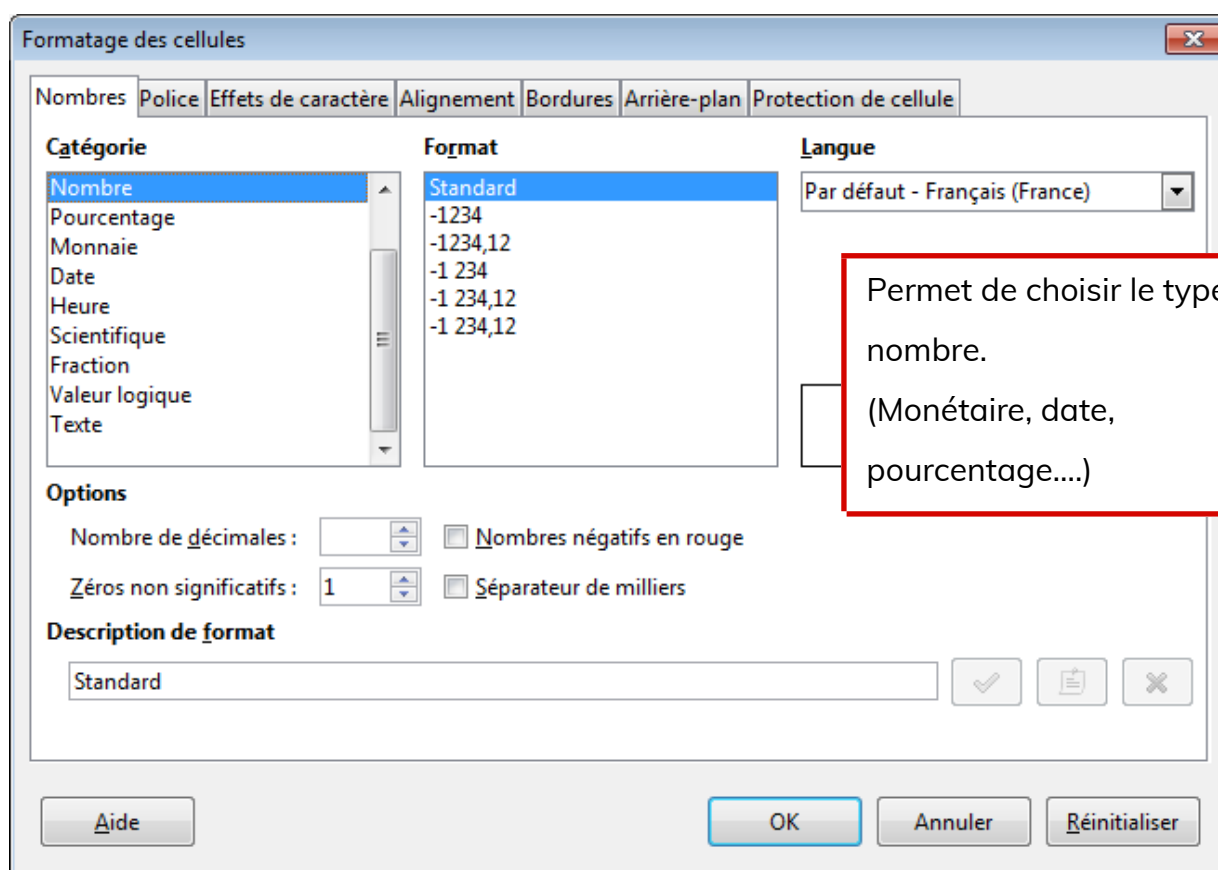 Formatage des cellules
Nombres Police Effets de caractère Alignement Bordures Arrière-plan Protection de cellule
Catégorie
Nombre
Pourcentage
Monnaie
Date
Heure
Scientifique
Fraction
Valeur logique
Texte
Format
Standard
-1234
-1234,12
-1 234
-1 234,12
-1 234,12
Langue
Par défaut - Français (France)
Permet de choisir le type
nombre.
(Monétaire, date,
pourcentage....)
Options
Nombre de décimales :
Nombres négatifs en rouge
Zéros non significatifs : 1
Séparateur de milliers
Description de format
Standard
Aide
OK
Annuler
Réinitialiser